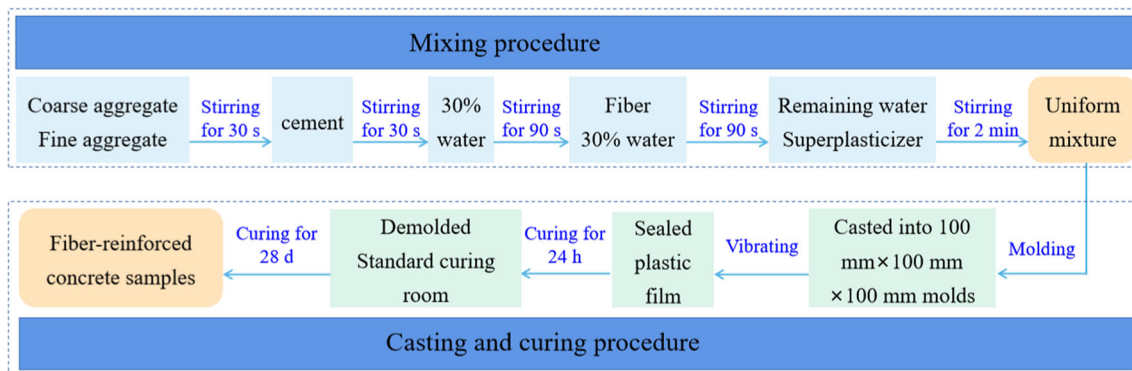 Mixing procedure
Coarse aggregate
Fine aggregate
Stirring
for 30 s
cement
Stirring
for 30 s
30%
water
Stirring
for 90 s
Fiber
30% water
Stirring
for 90 s
Remaining water
Superplasticizer
Stirring
for 2 min
Uniform
mixture
Molding
Casted into 100
mm×100 mm
×100 mm molds
Vibrating
Sealed
plastic
film
Curing for
24 h
Demolded
Standard curing
room
Curing for
28 d
Fiber-reinforced
concrete samples
Casting and curing procedure